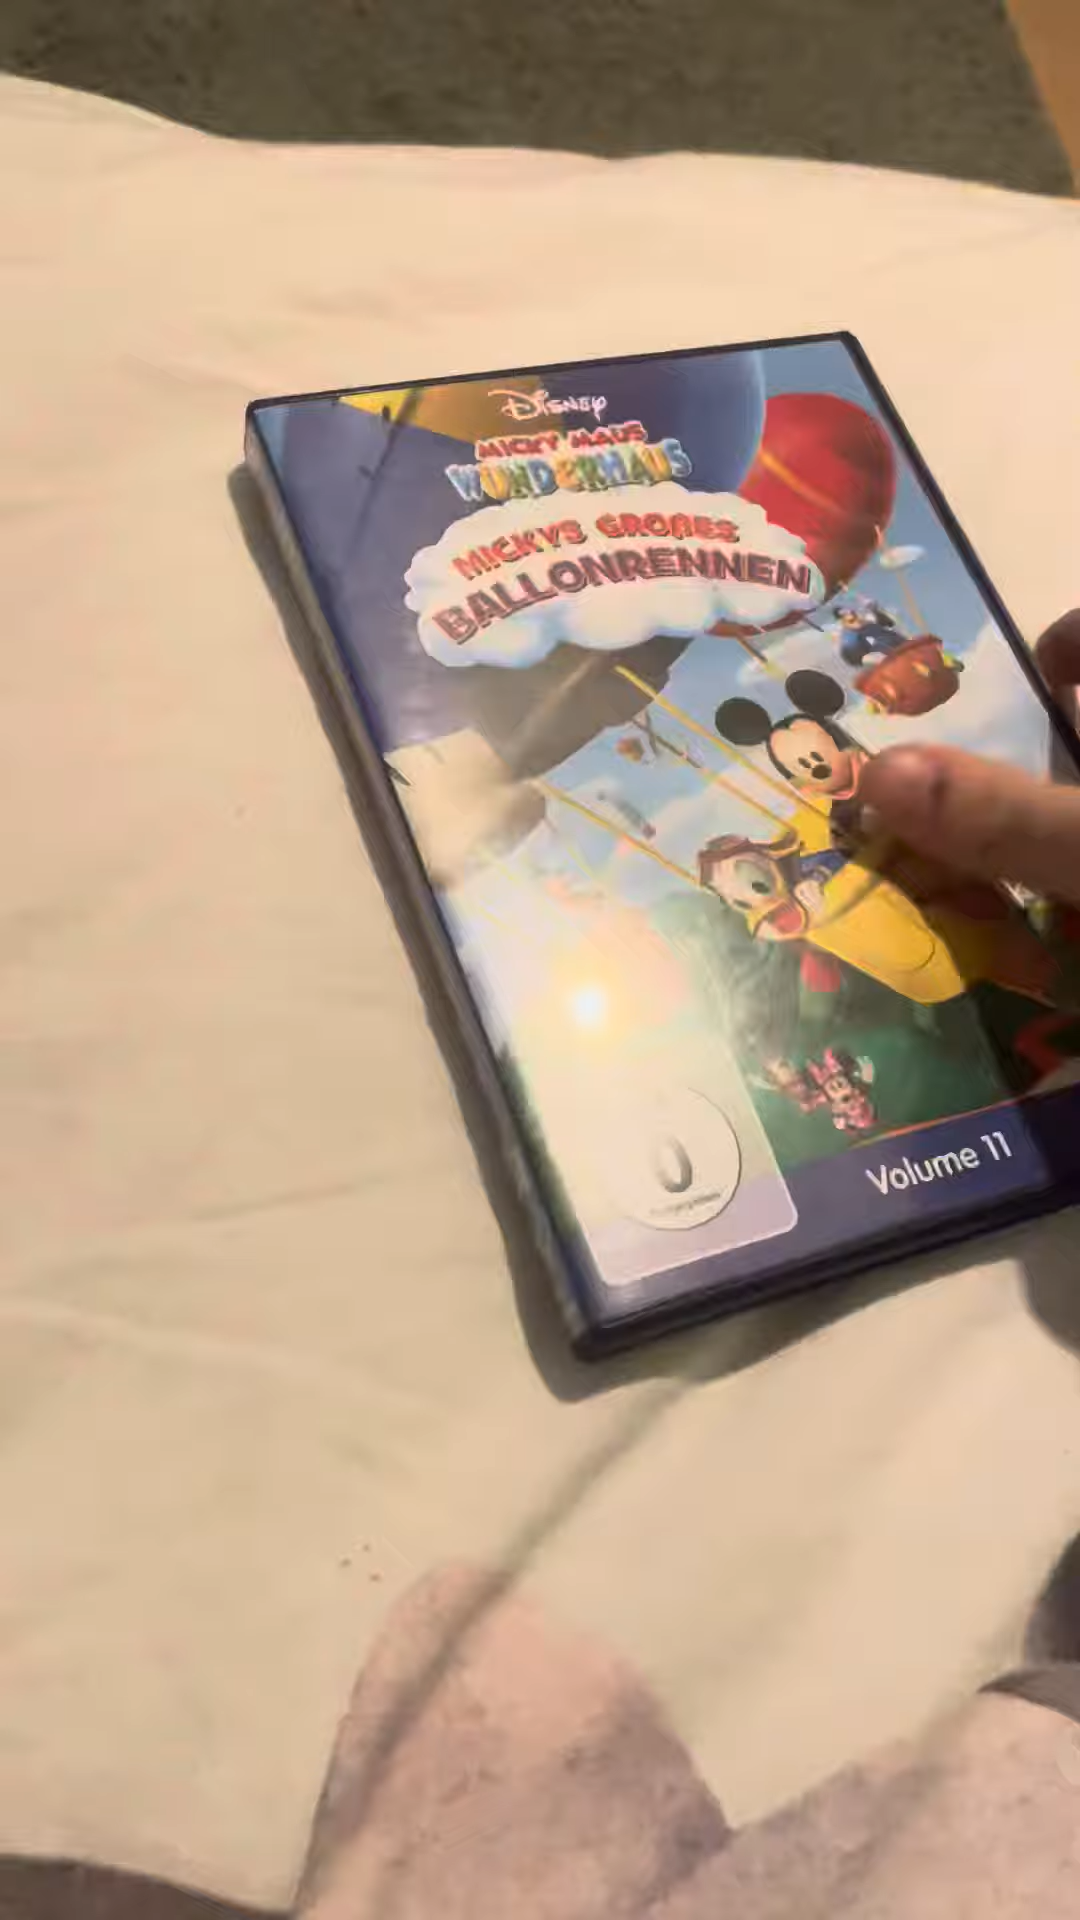 Disney
MICKY MAUS
WUNDERHAUS
MICKYS GROßES
BALLONRENNEN
0
Volume 11